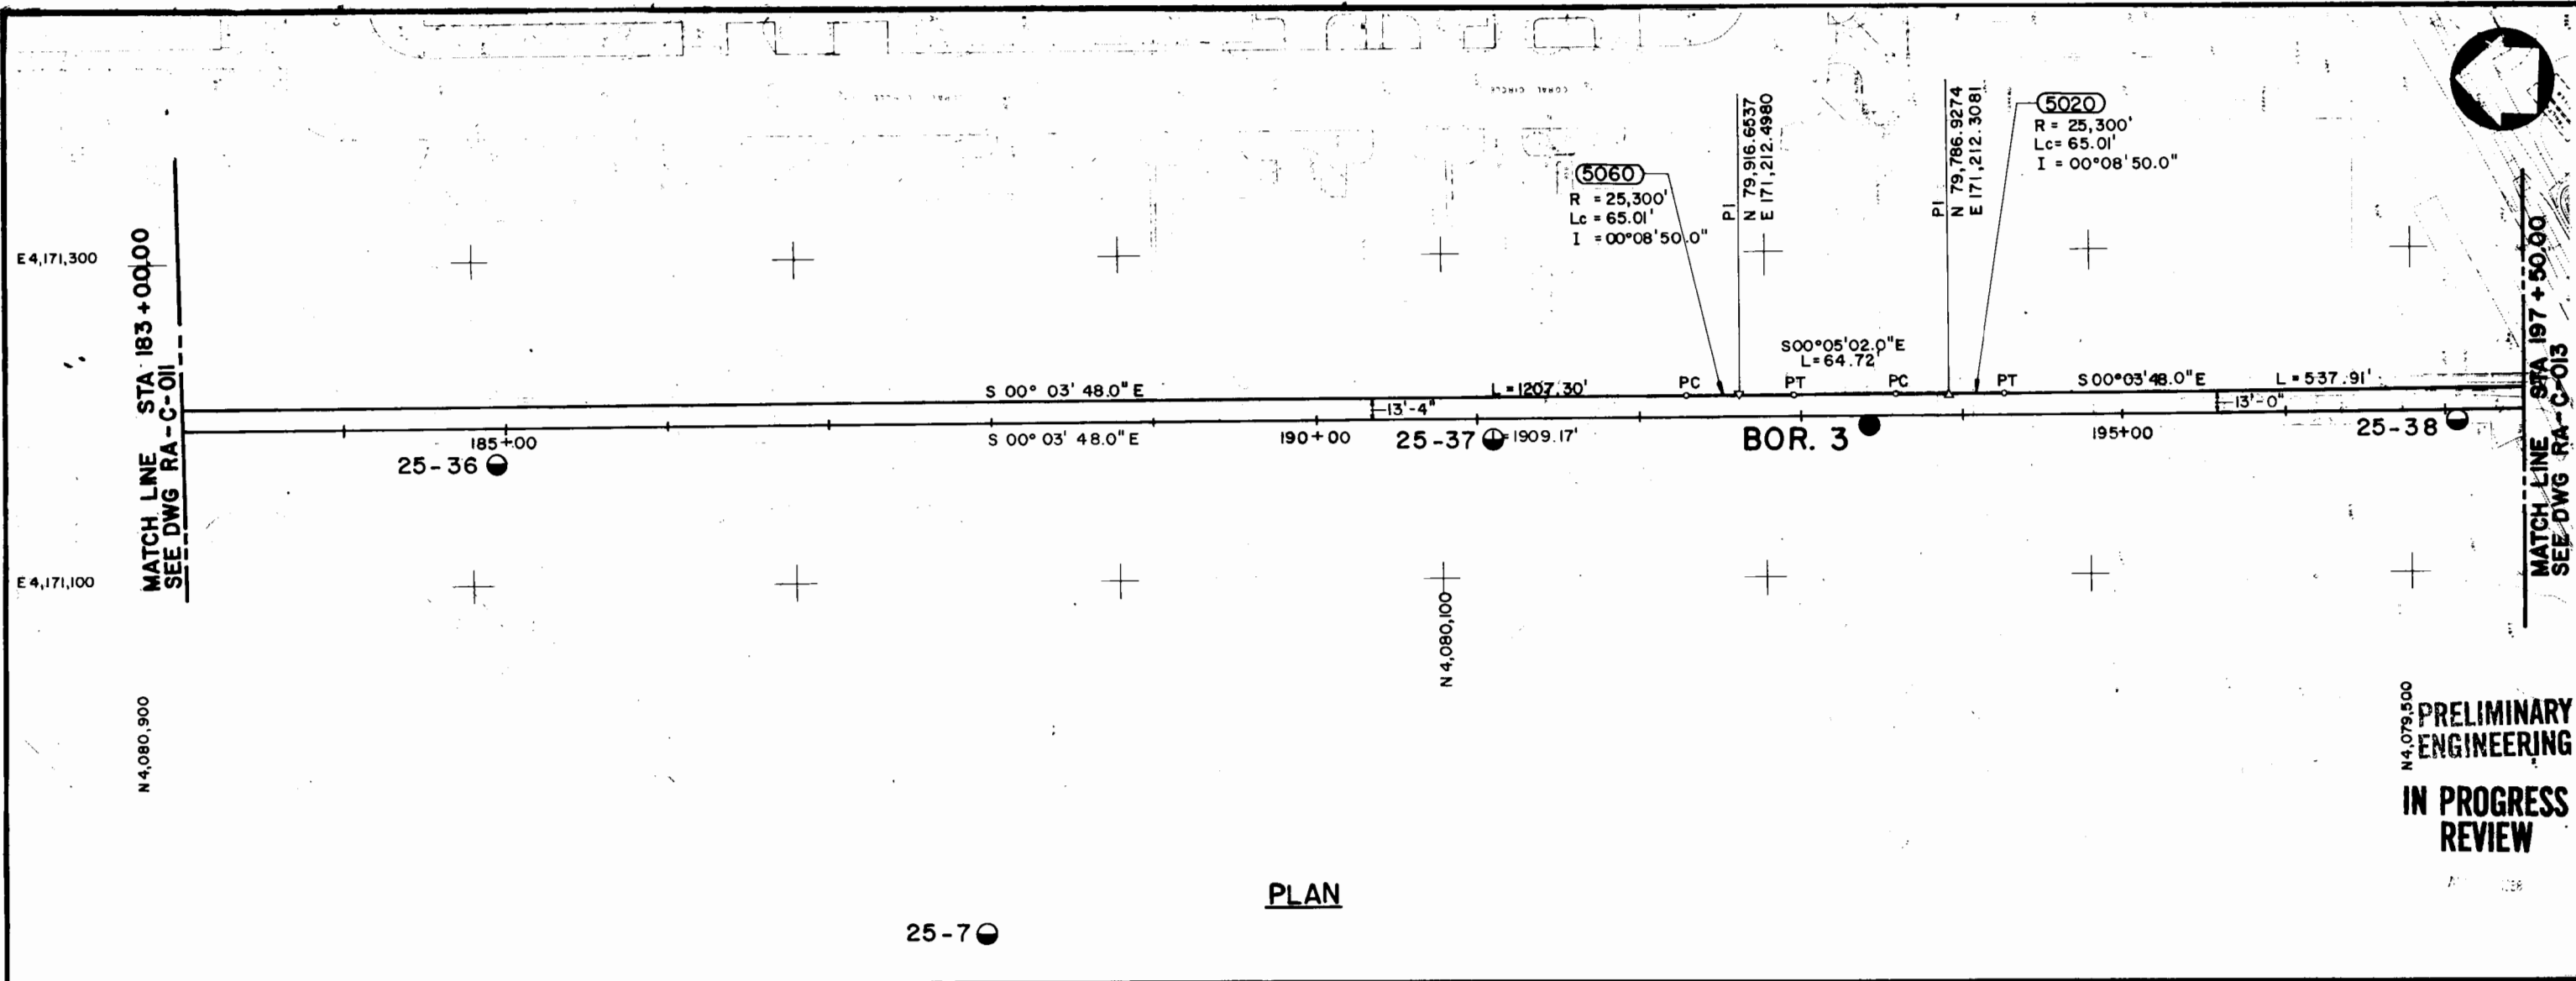 CORAL CIRCLE
N 79,916.6537
E 171,212.4980
PI
N 79,786.9274
E 171,212.3081
PI
5020
R = 25,300'
Lc= 65.01'
I = 00°08'50.0"
5060
R = 25,300'
Lc = 65.01'
I = 00°08'50.0"
E 4,171,300
MATCH LINE STA 183+00.00
SEE DWG RA-C-011
MATCH LINE STA 197+50.00
SEE DWG RA-C-013
S00°05'02.0"E
L=64.72'
S 00° 03' 48.0" E
L=1207.30'
PC
PT
PC
PT
S00°03'48.0"E
L=537.91'
13'-4"
13'-0"
185+00
S 00° 03' 48.0" E
190+00
25-37
=1909.17'
BOR. 3
195+00
25-38
25-36
E 4,171,100
N 4,080,100
N4,080,900
N4,079,500
PRELIMINARY
ENGINEERING
IN PROGRESS
REVIEW
PLAN
25-7